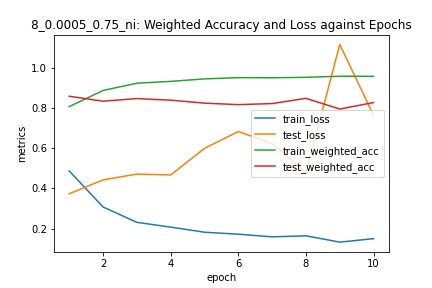 8_0.0005_0.75_ni: Weighted Accuracy and Loss against Epochs
metrics
1.0
0.8
0.6
0.4
0.2
train_loss
test_loss
train_weighted_acc
test_weighted_acc
2
4
6
8
10
epoch